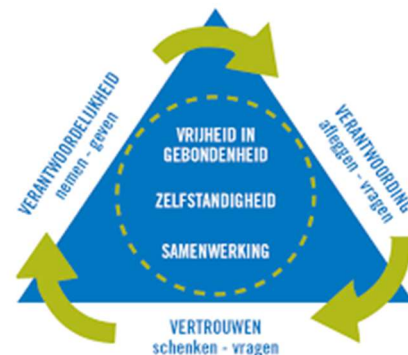 VERANTWOORDELIJKHEID
nemen - geven
VERANTWOORDING
afleggen - vragen
VRIJHEID IN
GEBONDENHEID
ZELFSTANDIGHEID
SAMENWERKING
VERTROUWEN
schenken - vragen